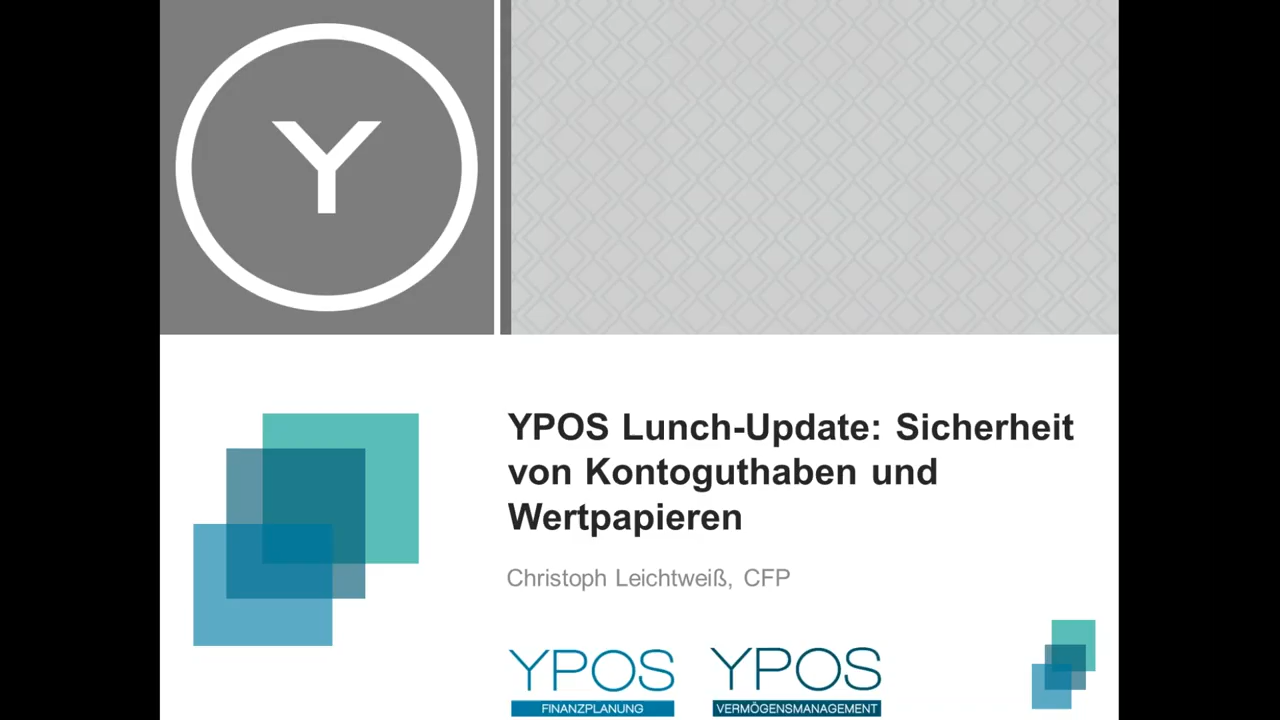 Y
YPOS Lunch-Update: Sicherheit
von Kontoguthaben und
Wertpapieren
Christoph Leichtweiß, CFP
YPOS YPOS
FINANZPLANUNG VERMÖGENSMANAGEMENT